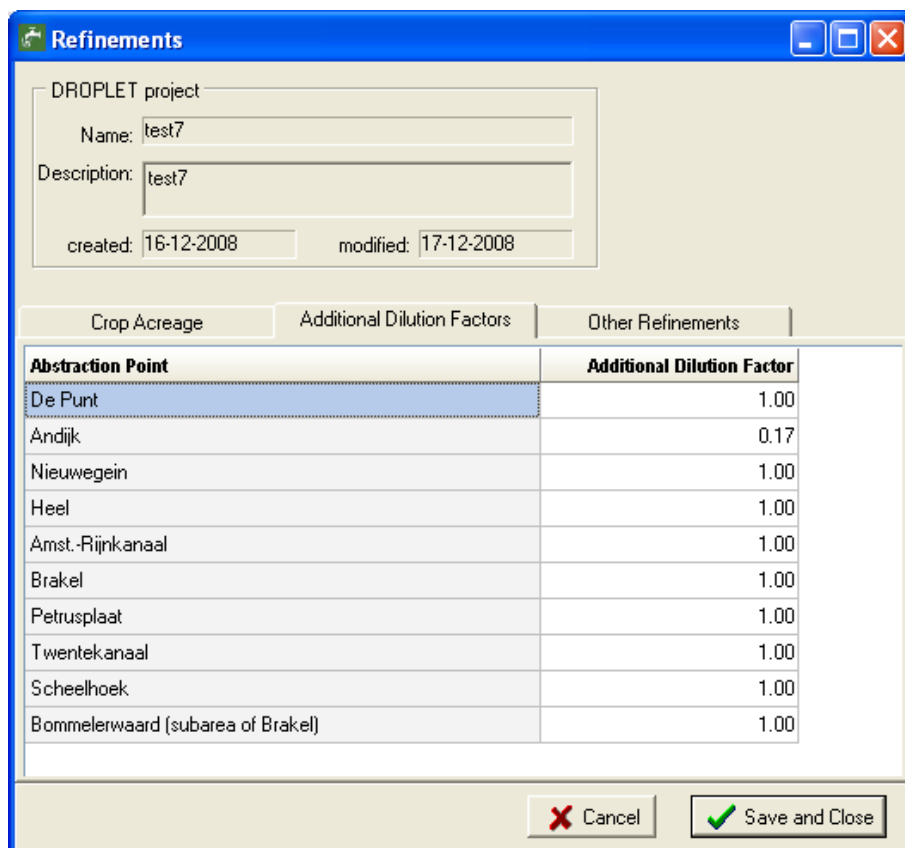 Refinements
DROPLET project
Name: test7
Description: test7
created: 16-12-2008 modified: 17-12-2008
Crop Acreage Additional Dilution Factors Other Refinements
Abstraction Point Additional Dilution Factor
De Punt 1.00
Andijk 0.17
Nieuwegein 1.00
Heel 1.00
Amst.-Rijnkanaal 1.00
Brakel 1.00
Petrusplaat 1.00
Twentekanaal 1.00
Scheelhoek 1.00
Bommelerwaard (subarea of Brakel) 1.00
Cancel Save and Close